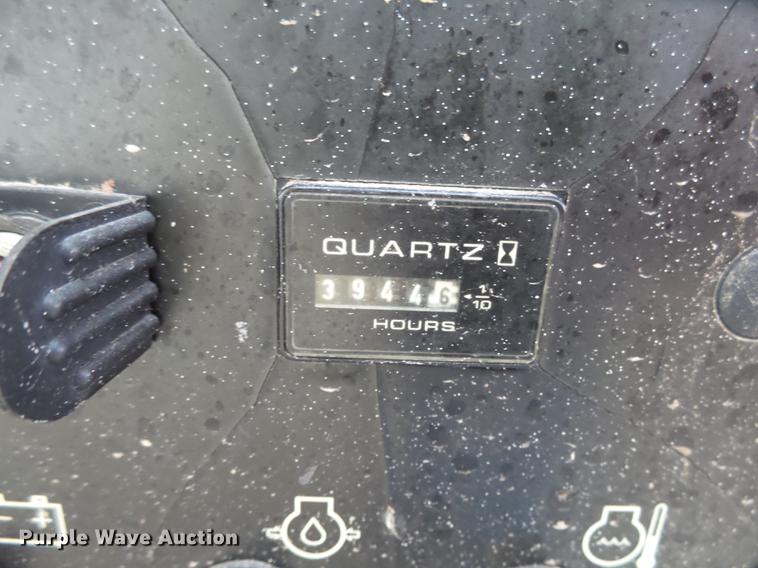 QUARTZ
39446 1/10
HOURS
Purple Wave Auction